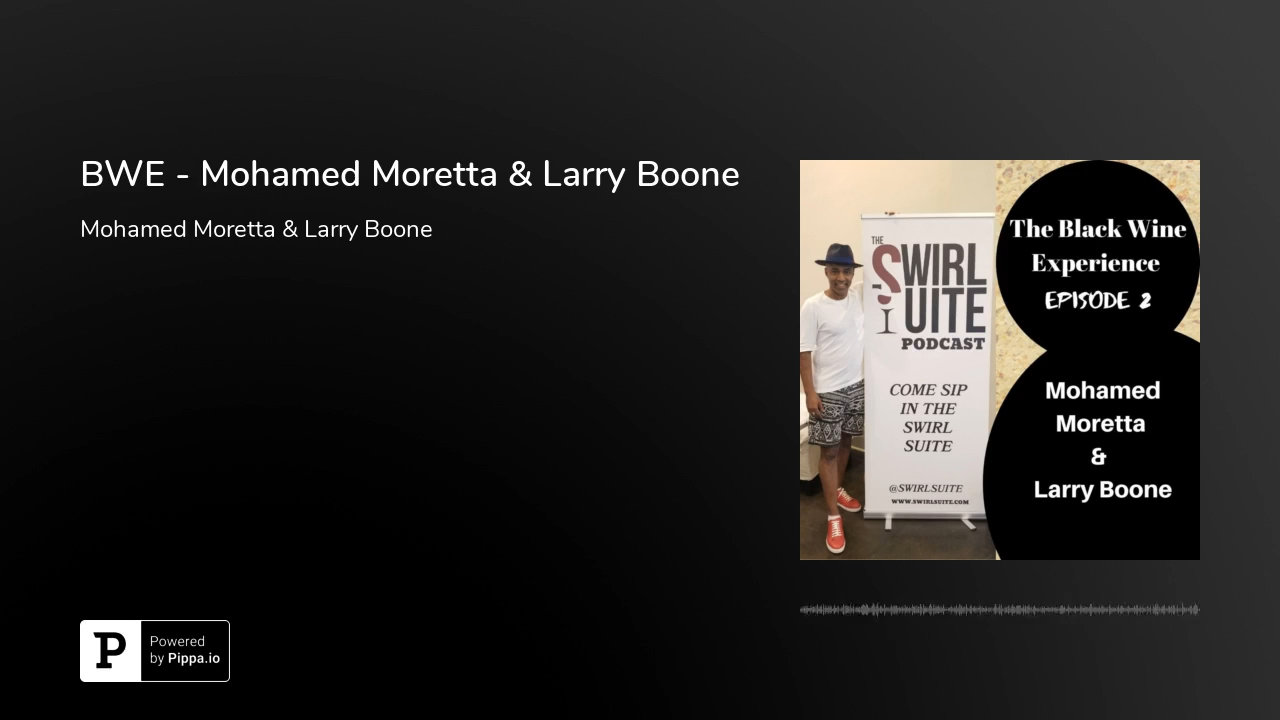 BWE - Mohamed Moretta & Larry Boone
Mohamed Moretta & Larry Boone
THE
SWIRL
SUITE
PODCAST
COME SIP
IN THE
SWIRL
SUITE
@SWIRLSUITE
WWW.SWIRLSUITE.COM
The Black Wine
Experience
EPISODE 2
Mohamed
Moretta
&
Larry Boone
P
Powered
by Pippa.io